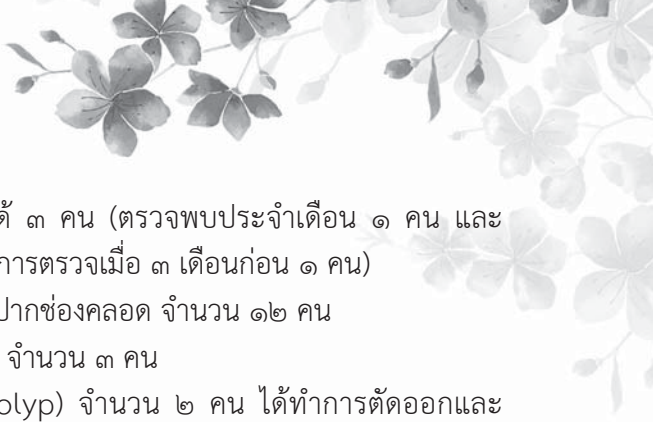 ด้ ๓ คน (ตรวจพบประจำเดือน ๑ คน และ
การตรวจเมื่อ ๓ เดือนก่อน ๑ คน)
ปากช่องคลอด จำนวน ๑๒ คน
จำนวน ๓ คน
olyp) จำนวน ๒ คน ได้ทำการตัดออกและ